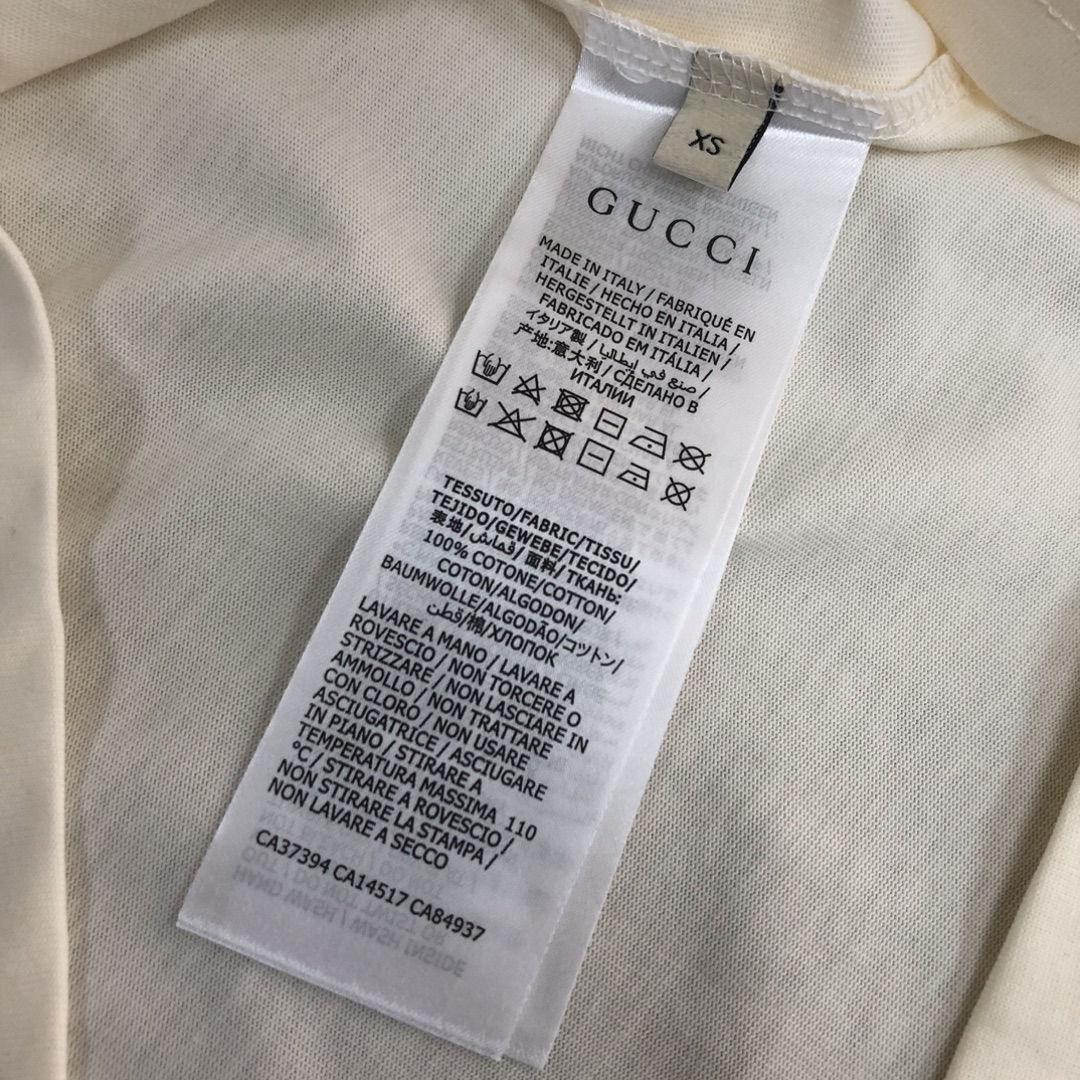 XS
GUCCI
MADE IN ITALY / FABRIQUÉ EN
ITALIE / HECHO EN ITALIA /
HERGESTELLT IN ITALIEN /
FABRICADO EM ITÁLIA /
イタリア製 / صنع في إيطاليا /
产地:意大利 / СДЕЛАНО В
ИТАЛИИ
TESSUTO/FABRIC/TISSU/
TEJIDO/GEWEBE/TECIDO/
表地/قماش/面料/ТКАНЬ:
100% COTONE/COTTON/
COTON/ALGODON/
BAUMWOLLE/ALGODÃO/コットン/
قطن/棉/ХЛОПОК
LAVARE A MANO / LAVARE A
ROVESCIO / NON TORCERE O
STRIZZARE / NON LASCIARE IN
AMMOLLO / NON TRATTARE
CON CLORO / NON USARE
ASCIUGATRICE / ASCIUGARE
IN PIANO / STIRARE A
TEMPERATURA MASSIMA 110
°C / STIRARE A ROVESCIO /
NON STIRARE LA STAMPA /
NON LAVARE A SECCO
CA37394 CA14517 CA84937